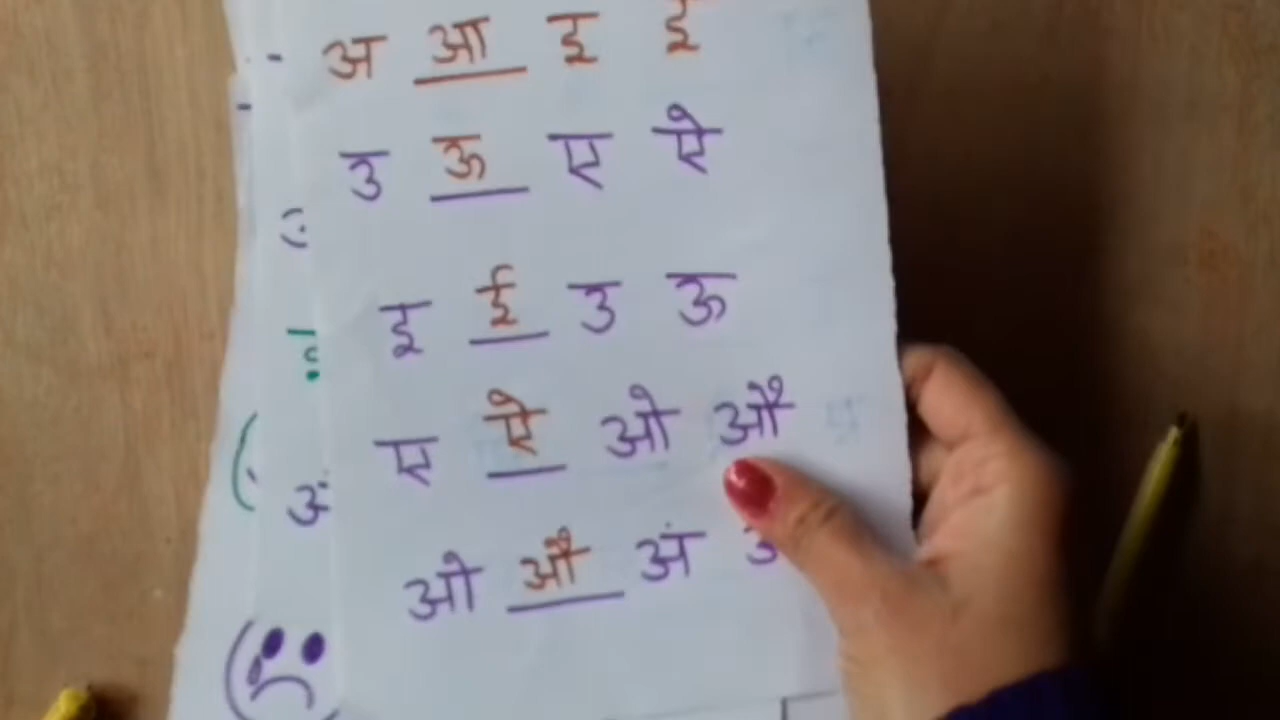 अ आ इ ई
उ ऊ ए ऐ
इ ई उ ऊ
ए ऐ ओ औ
ओ औ अं